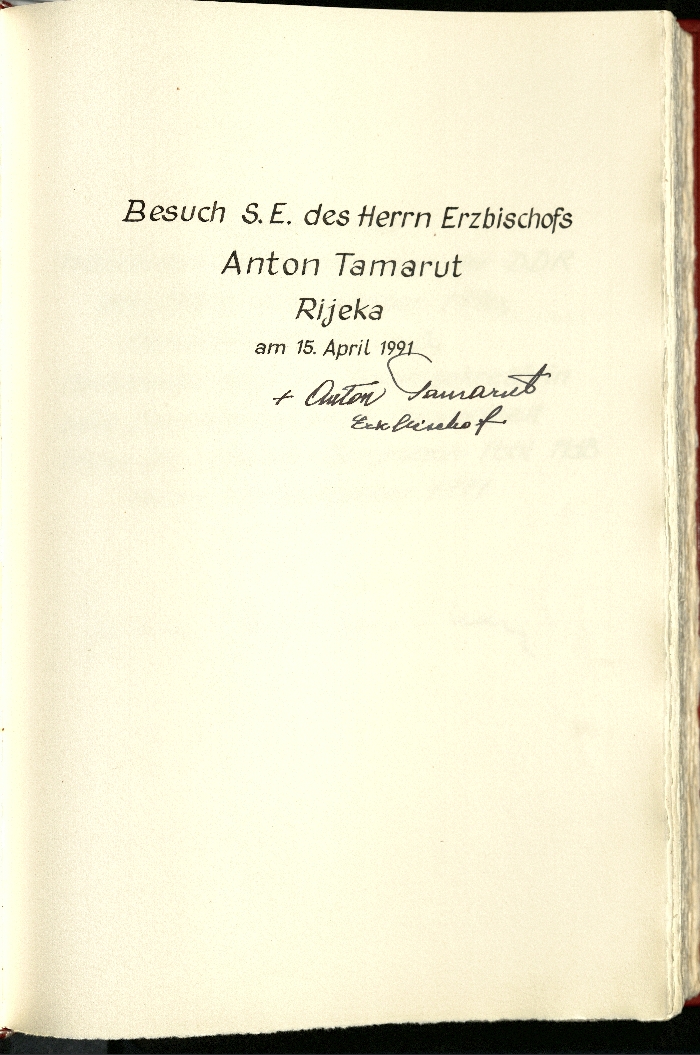 Besuch S.E. des Herrn Erzbischofs
Anton Tamarut
Rijeka
am 15. April 1991
+ Anton Tamarut
Erzbischof